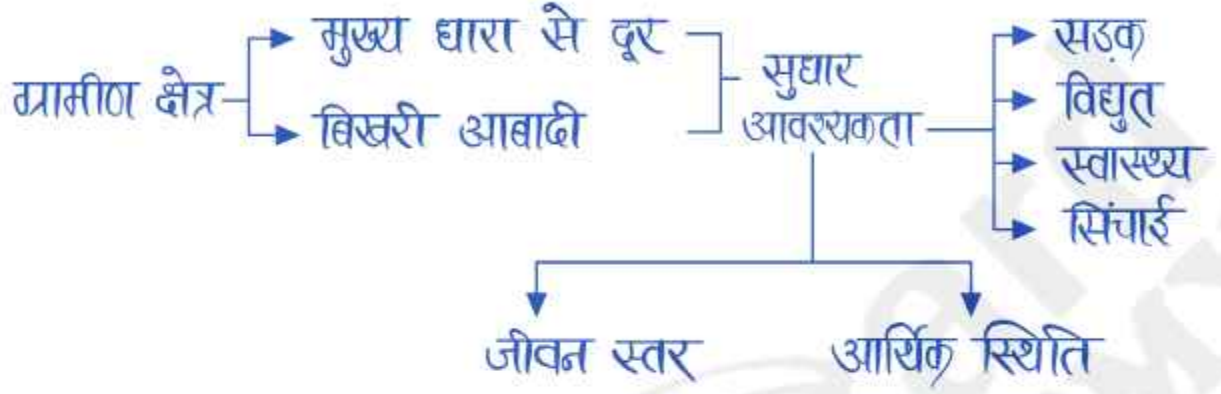 ग्रामीण क्षेत्र
मुख्य धारा से दूर
बिखरी आबादी
सुधार
आवश्यकता
सड़क
विद्युत्
स्वास्थ्य
सिंचाई
जीवन स्तर
आर्थिक स्थिति